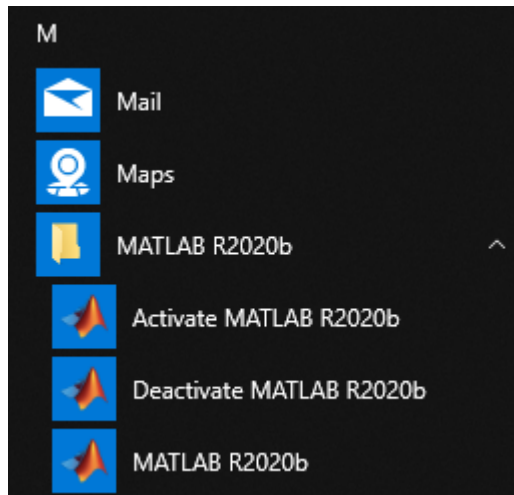 M
Mail
Maps
MATLAB R2020b
Activate MATLAB R2020b
Deactivate MATLAB R2020b
MATLAB R2020b